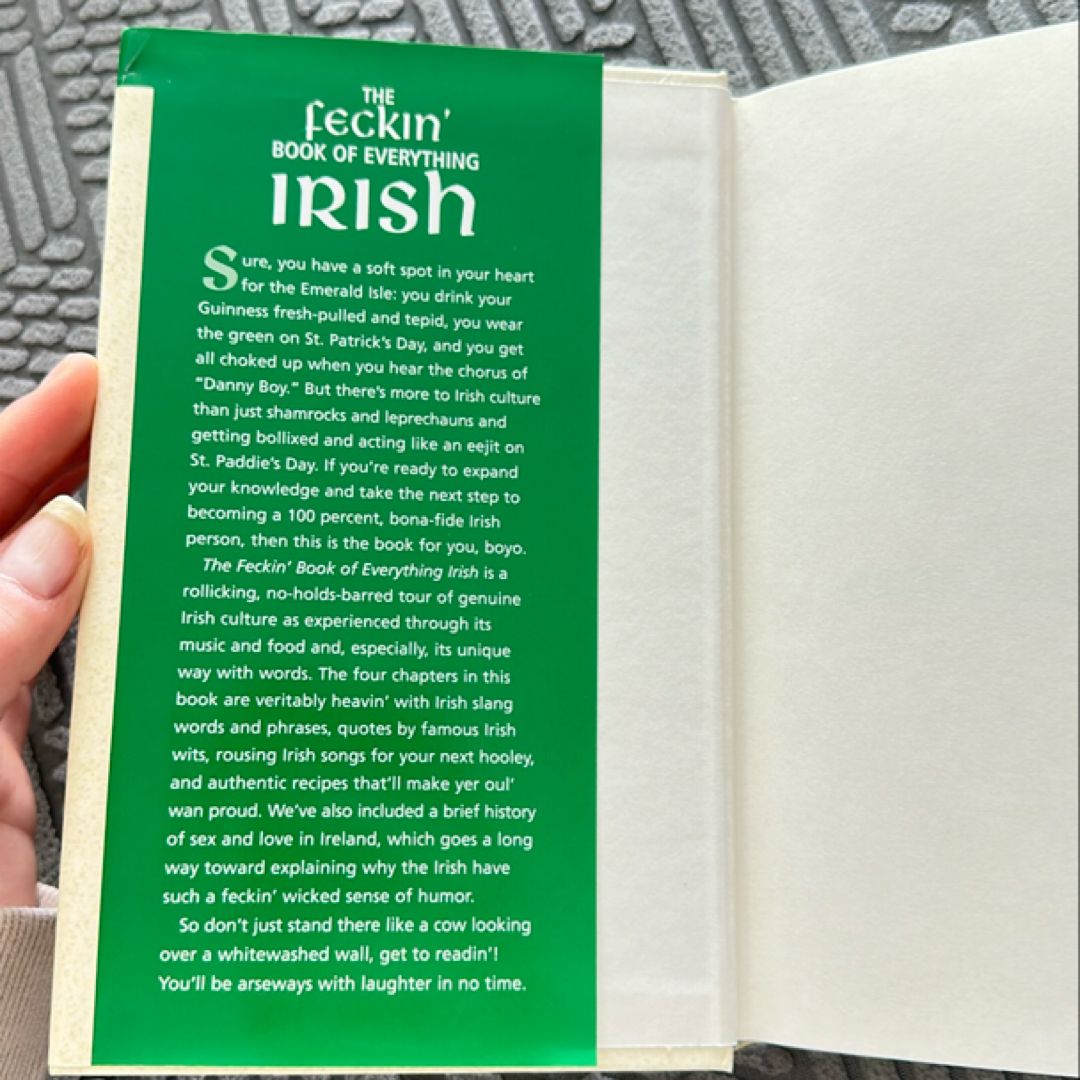 THE
feckin'
BOOK OF EVERYTHING
IRISh
Sure, you have a soft spot in your heart
for the Emerald Isle: you drink your
Guinness fresh-pulled and tepid, you wear
the green on St. Patrick's Day, and you get
all choked up when you hear the chorus of
"Danny Boy." But there's more to Irish culture
than just shamrocks and leprechauns and
getting bollixed and acting like an eejit on
St. Paddie's Day. If you're ready to expand
your knowledge and take the next step to
becoming a 100 percent, bona-fide Irish
person, then this is the book for you, boyo.
The Feckin' Book of Everything Irish is a
rollicking, no-holds-barred tour of genuine
Irish culture as experienced through its
music and food and, especially, its unique
way with words. The four chapters in this
book are veritably heavin' with Irish slang
words and phrases, quotes by famous Irish
wits, rousing Irish songs for your next hooley,
and authentic recipes that'll make yer oul'
wan proud. We've also included a brief history
of sex and love in Ireland, which goes a long
way toward explaining why the Irish have
such a feckin' wicked sense of humor.
So don't just stand there like a cow looking
over a whitewashed wall, get to readin'!
You'll be arseways with laughter in no time.